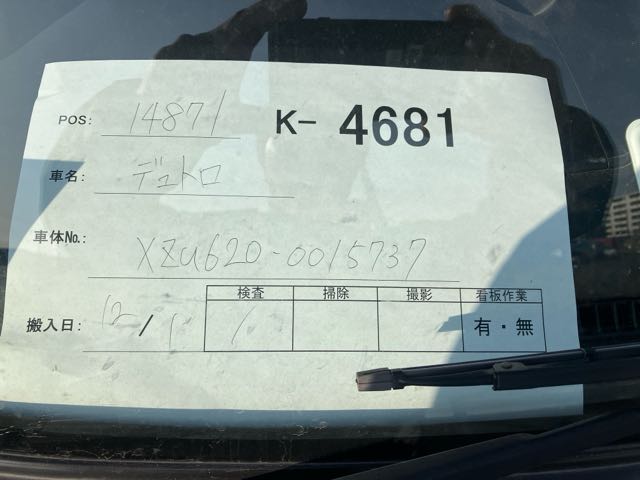 POS: 14871 K- 4681
車名: デュトロ
車体No.: XZU620-0015737
検査 掃除 撮影 看板作業
搬入日: 12/1 有・無